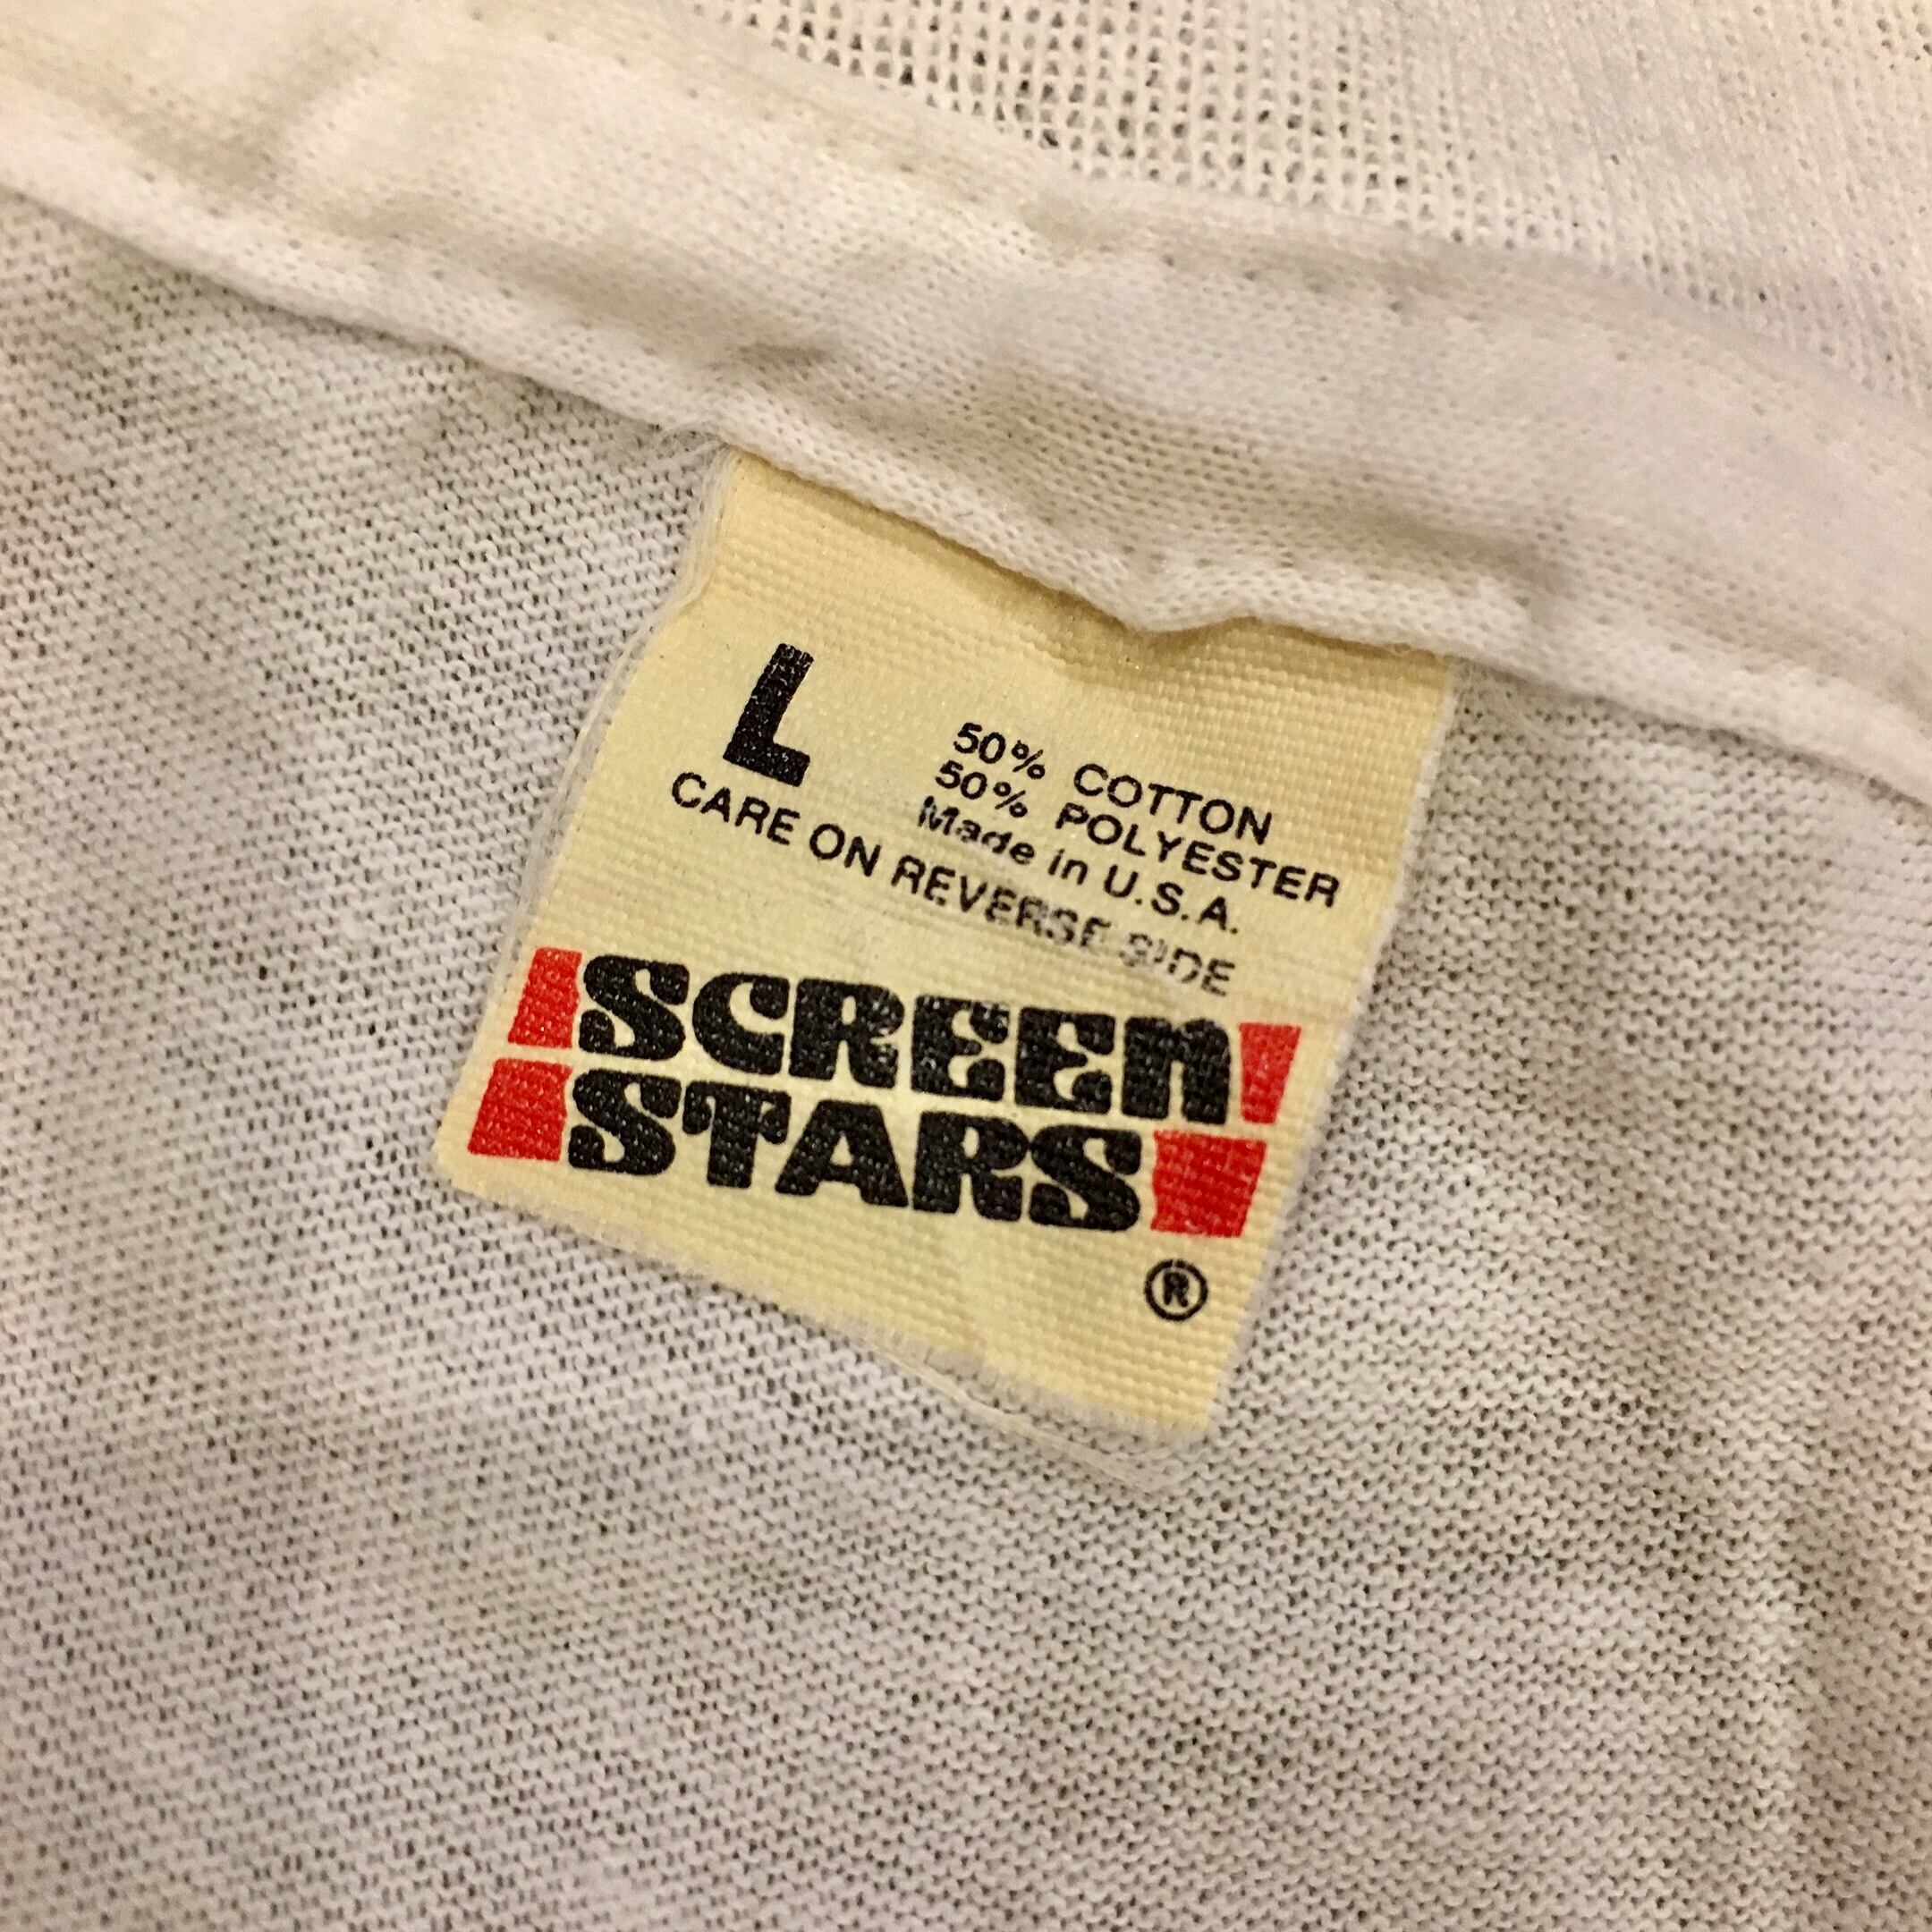 L
50% COTTON
50% POLYESTER
Made in U.S.A.
CARE ON REVERSE SIDE
SCREEN
STARS
®